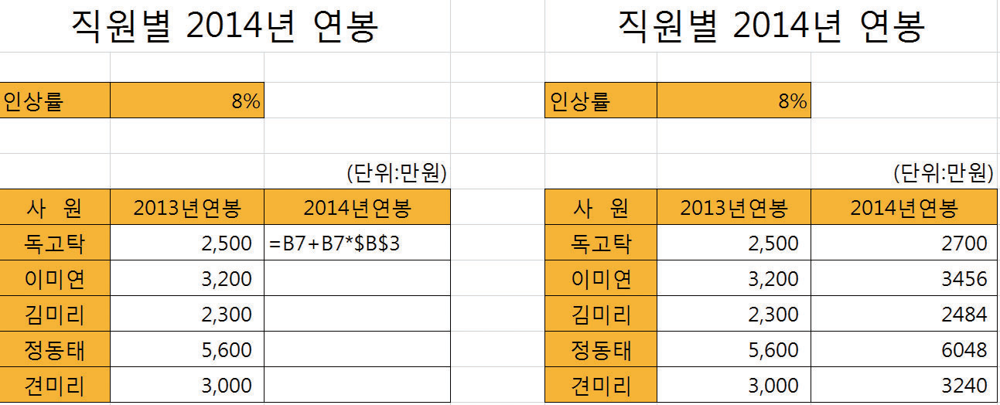 직원별 2014년 연봉
인상률 8%
(단위:만원)
사 원 2013년연봉 2014년연봉
독고탁 2,500 =B7+B7*$B$3
이미연 3,200
김미리 2,300
정동태 5,600
견미리 3,000
직원별 2014년 연봉
인상률 8%
(단위:만원)
사 원 2013년연봉 2014년연봉
독고탁 2,500 2700
이미연 3,200 3456
김미리 2,300 2484
정동태 5,600 6048
견미리 3,000 3240